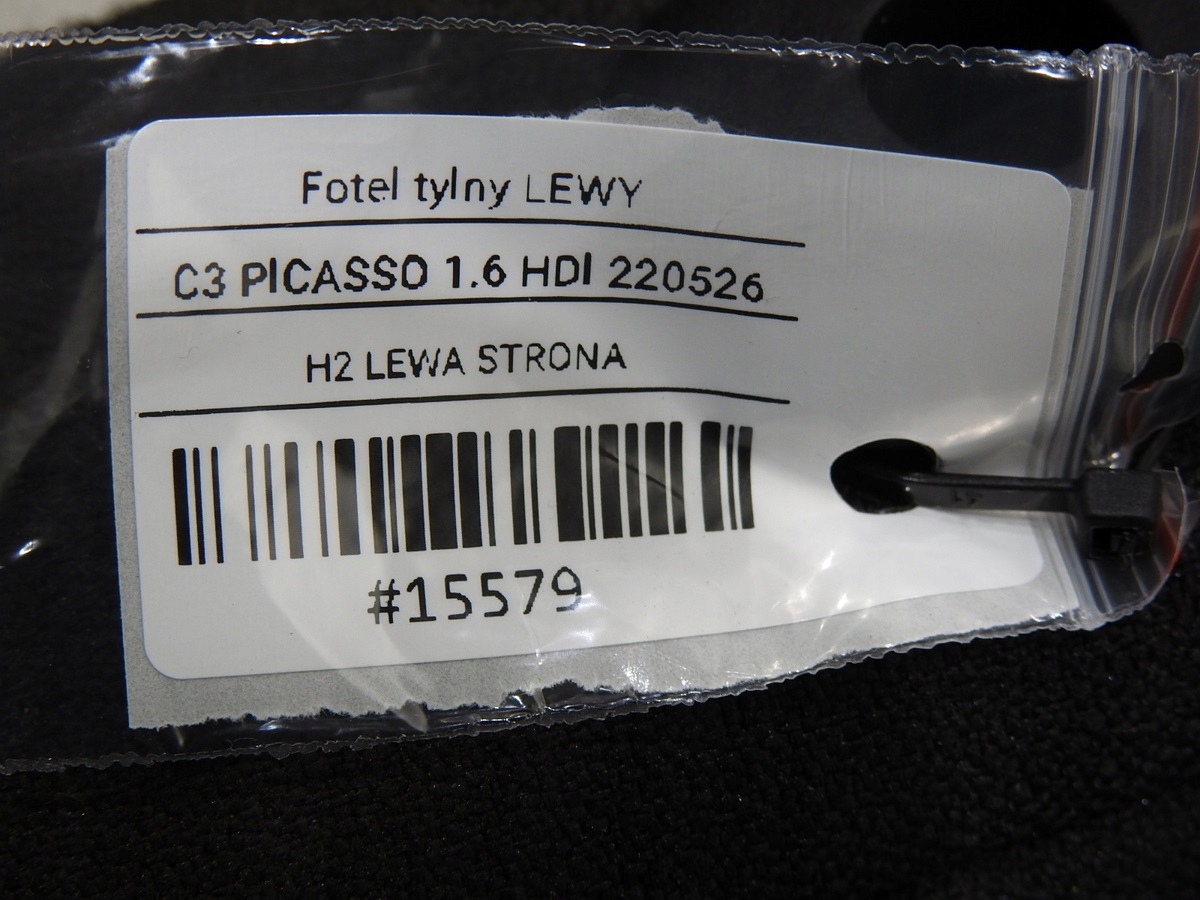 Fotel tylny LEWY
C3 PICASSO 1.6 HDI 220526
H2 LEWA STRONA
#15579